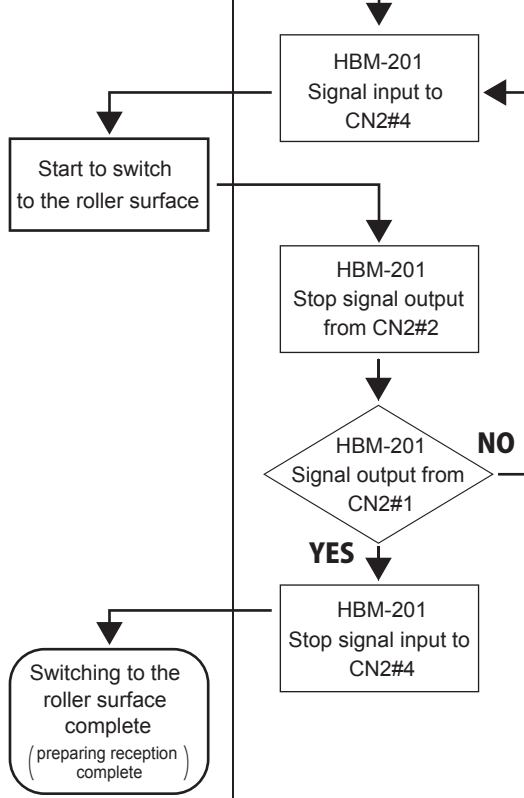 HBM-201
Signal input to
CN2#4
Start to switch
to the roller surface
HBM-201
Stop signal output
from CN2#2
HBM-201
Signal output from
CN2#1
NO
YES
HBM-201
Stop signal input to
CN2#4
Switching to the
roller surface
complete
(preparing reception
complete)